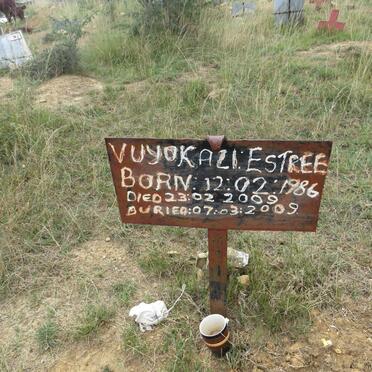 VUYOKAZI: ESTREE
BORN: 12:02 1986
DIED 23:02 2009
BURIED:07:03:2009